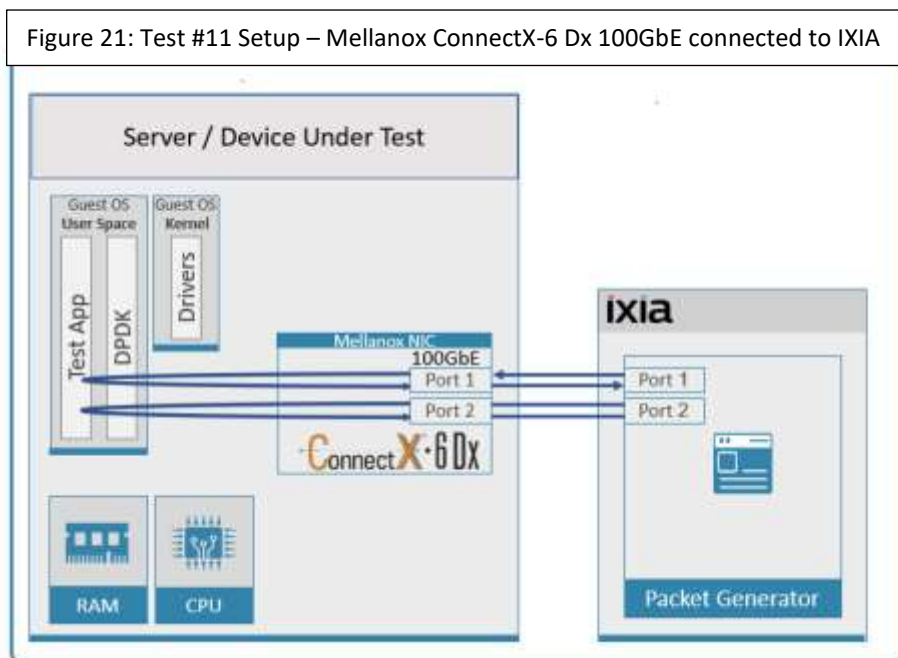 Figure 21: Test #11 Setup – Mellanox ConnectX-6 Dx 100GbE connected to IXIA
Server / Device Under Test
Guest OS
User Space
Test App
DPDK
Guest OS
Kernel
Drivers
Mellanox NIC
100GbE
Port 1
Port 2
ConnectX·6 Dx
ixia
Port 1
Port 2
Packet Generator
RAM
CPU